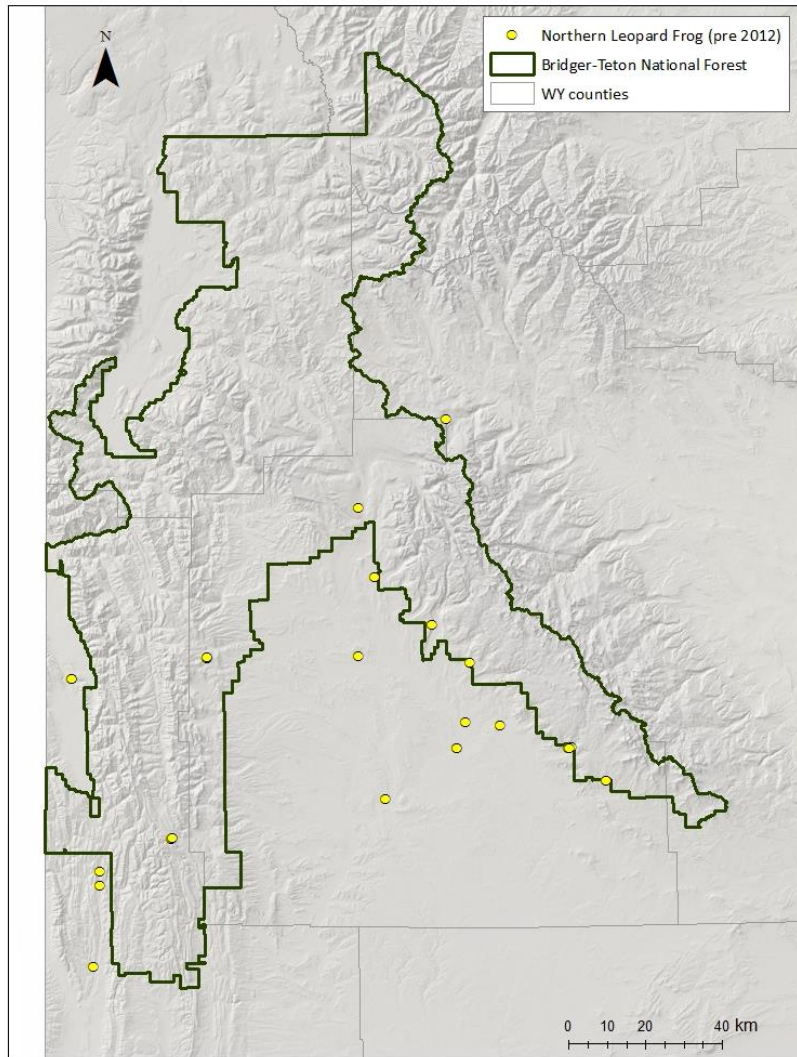 N
Northern Leopard Frog (pre 2012)
Bridger-Teton National Forest
WY counties
0 10 20 40 km